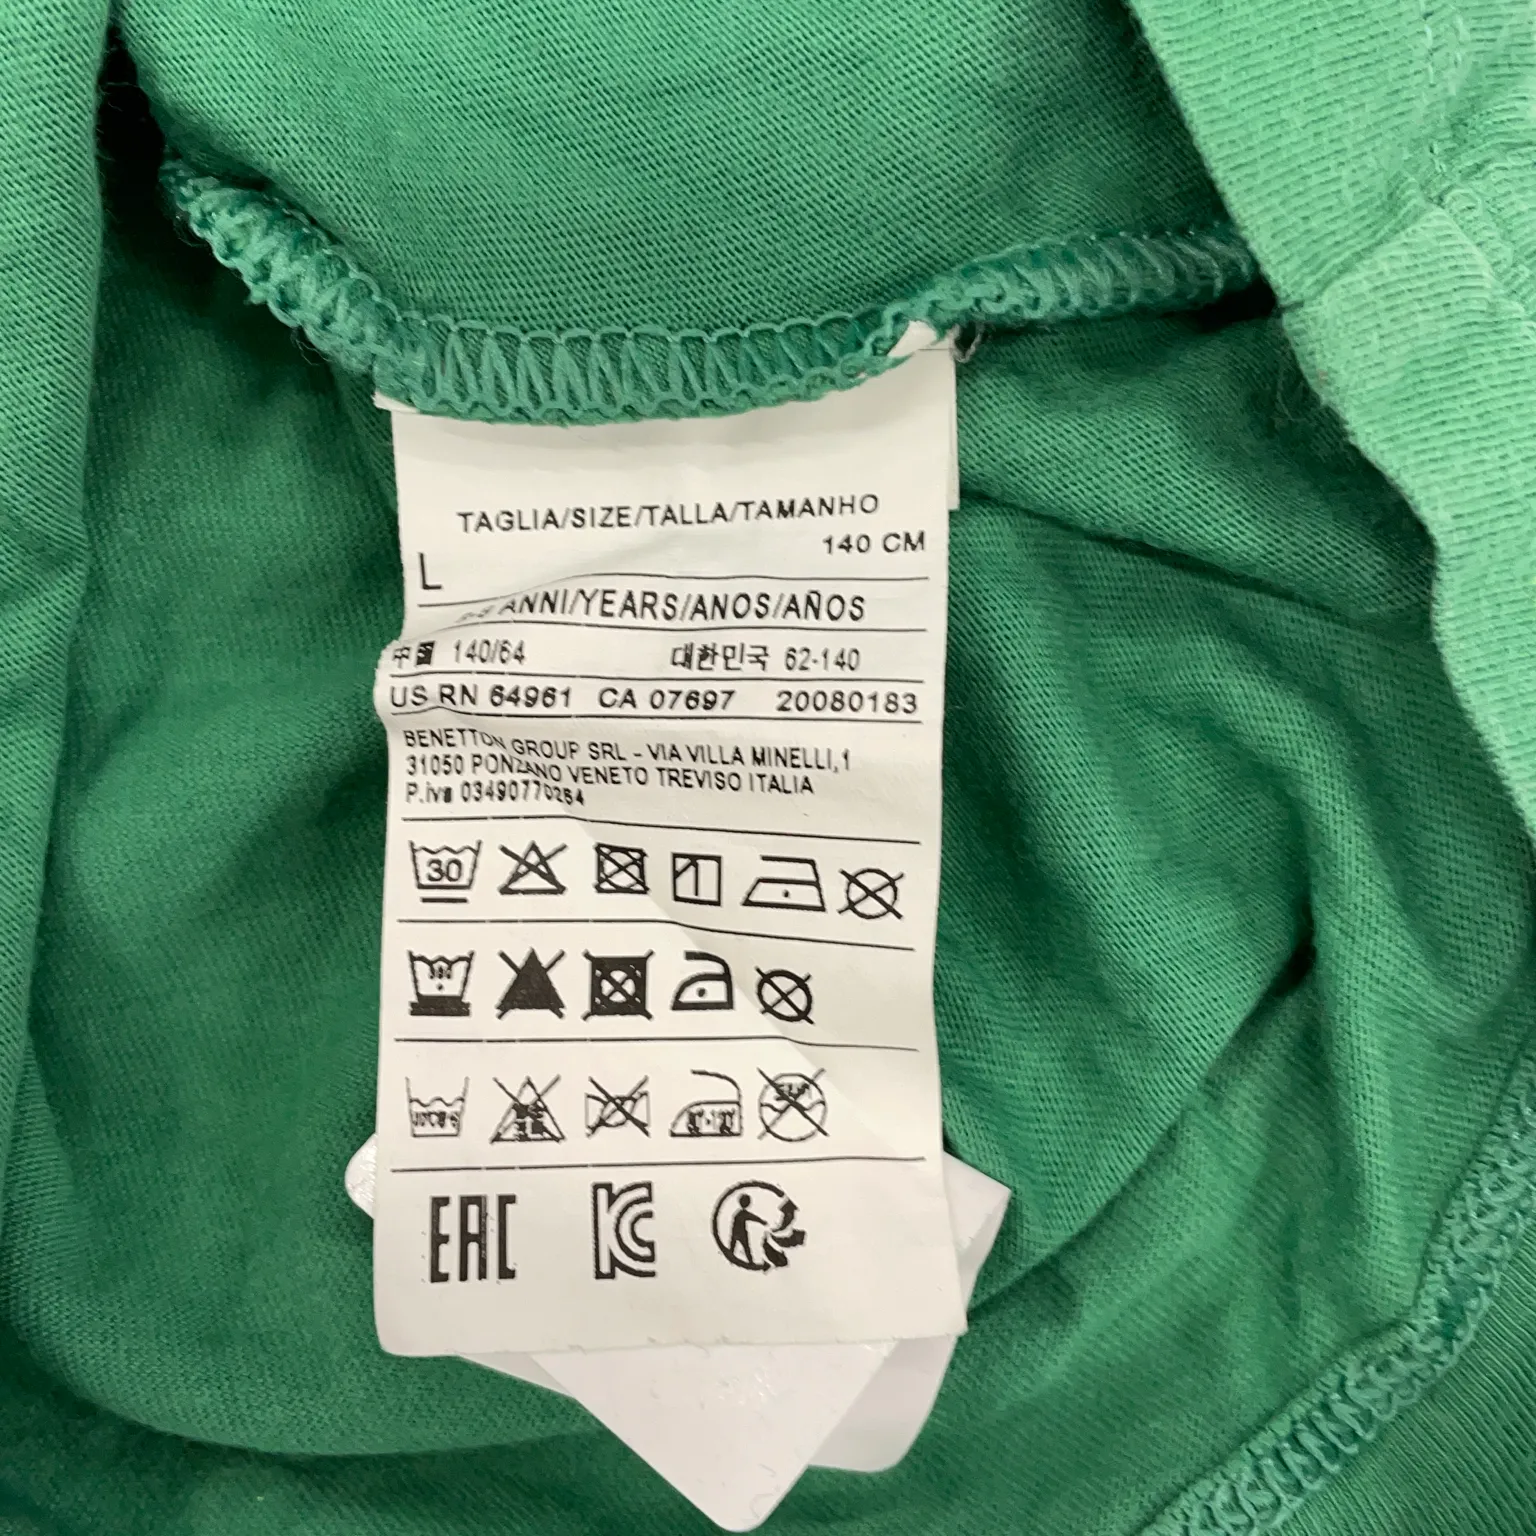 TAGLIA/SIZE/TALLA/TAMANHO
L 140 CM
ANNI/YEARS/ANOS/AÑOS
140/64 대한민국 62-140
US RN 64961 CA 07697 20080183
BENETTON GROUP SRL - VIA VILLA MINELLI,1
31050 PONZANO VENETO TREVISO ITALIA
P.iva 03490770264
30
EAC